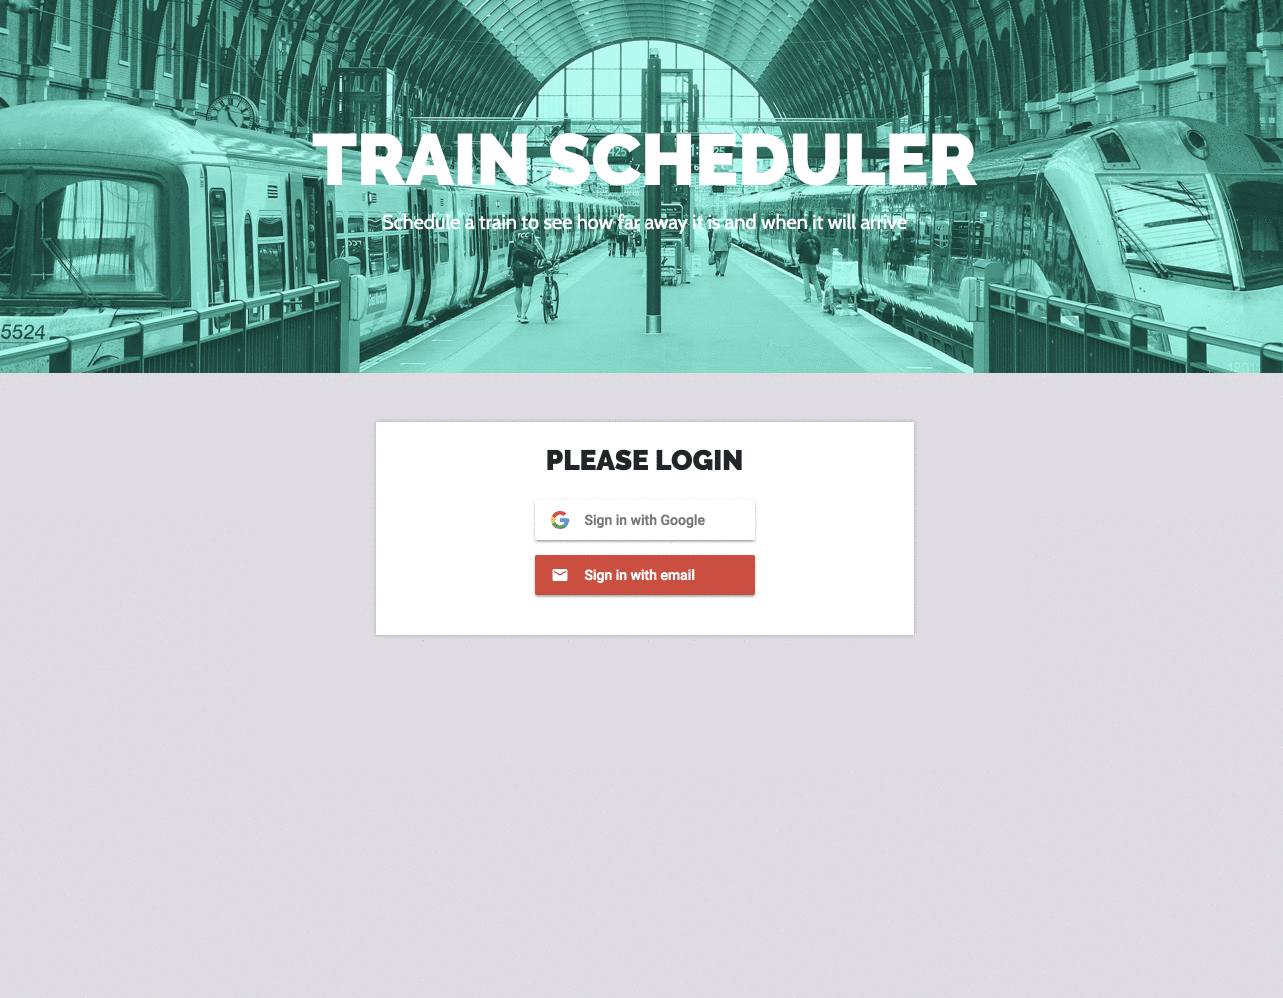 TRAIN SCHEDULER
Schedule a train to see how far away it is and when it will arrive
5524
PLEASE LOGIN
Sign in with Google
Sign in with email